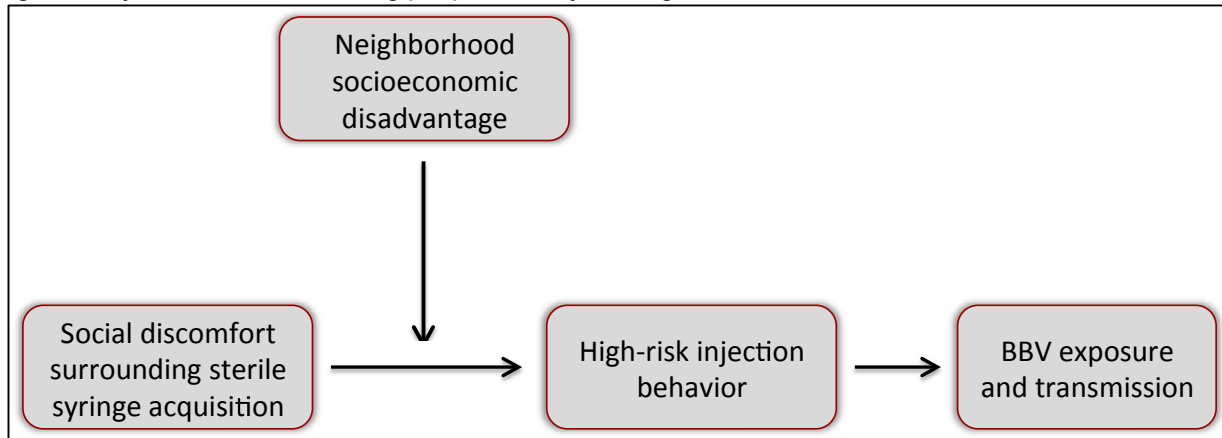 Neighborhood
socioeconomic
disadvantage
Social discomfort
surrounding sterile
syringe acquisition
High-risk injection
behavior
BBV exposure
and transmission